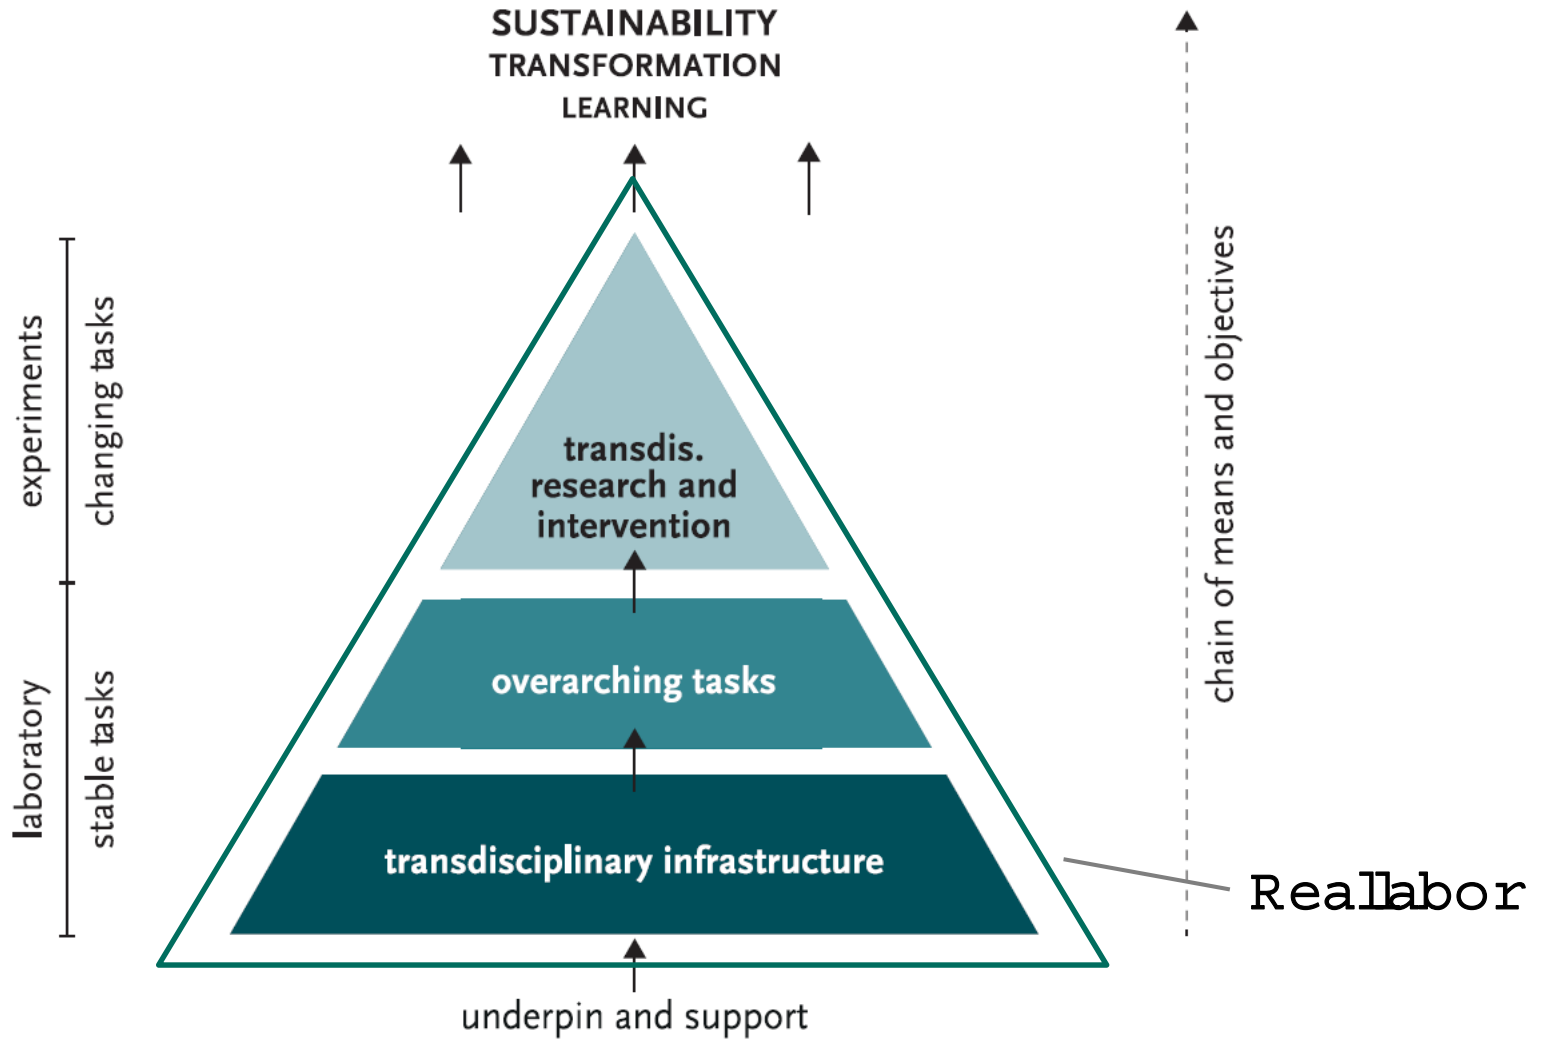 SUSTAINABILITY
TRANSFORMATION
LEARNING
experiments
changing tasks
transdis.
research and
intervention
chain of means and objectives
laboratory
stable tasks
overarching tasks
transdisciplinary infrastructure
Reallabor
underpin and support